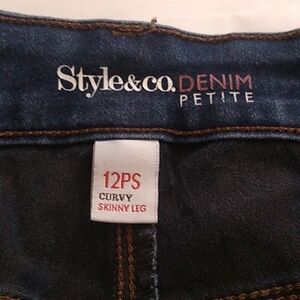 Style&co. DENIM
PETITE
12PS
CURVY
SKINNY LEG